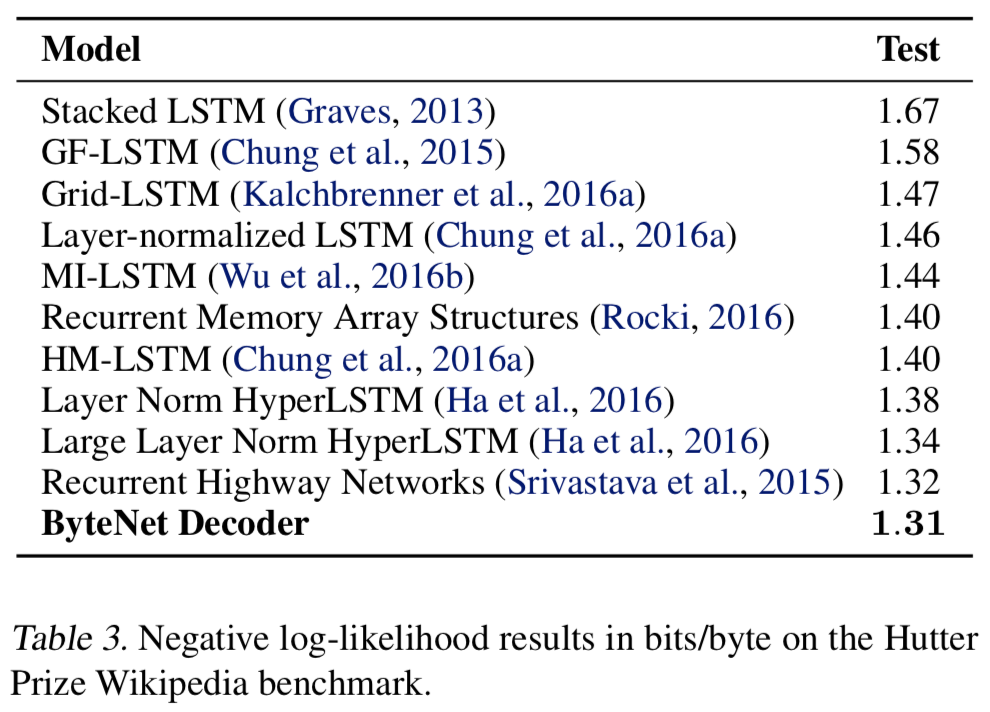 Model Test
Stacked LSTM (Graves, 2013) 1.67
GF-LSTM (Chung et al., 2015) 1.58
Grid-LSTM (Kalchbrenner et al., 2016a) 1.47
Layer-normalized LSTM (Chung et al., 2016a) 1.46
MI-LSTM (Wu et al., 2016b) 1.44
Recurrent Memory Array Structures (Rocki, 2016) 1.40
HM-LSTM (Chung et al., 2016a) 1.40
Layer Norm HyperLSTM (Ha et al., 2016) 1.38
Large Layer Norm HyperLSTM (Ha et al., 2016) 1.34
Recurrent Highway Networks (Srivastava et al., 2015) 1.32
ByteNet Decoder 1.31
Table 3. Negative log-likelihood results in bits/byte on the Hutter
Prize Wikipedia benchmark.